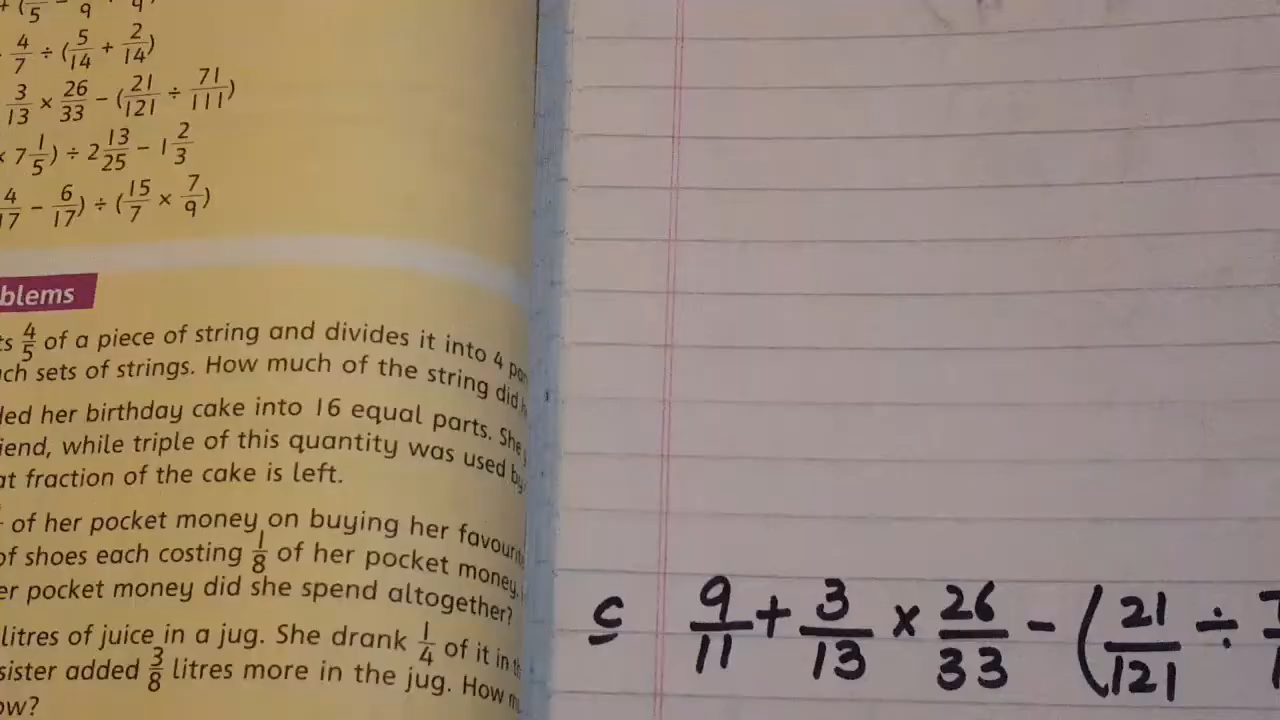 4/7 ÷ (5/14 + 2/14)
3/13 × 26/33 − (21/121 ÷ 71/111)
× 7 1/5) ÷ 2 13/25 − 1 2/3
4/17 − 6/17) ÷ (15/7 × 7/9)
blems
ts 4/5 of a piece of string and divides it into 4
ch sets of strings. How much of the string did
ded her birthday cake into 16 equal parts. She
iend, while triple of this quantity was used by
at fraction of the cake is left.
of her pocket money on buying her
of shoes each costing 1/8 of her pocket money.
er pocket money did she spend altogether?
litres of juice in a jug. She drank 1/4 of it in
sister added 3/8 litres more in the jug. How
ow?
c 9/11 + 3/13 × 26/33 − (21/121 ÷